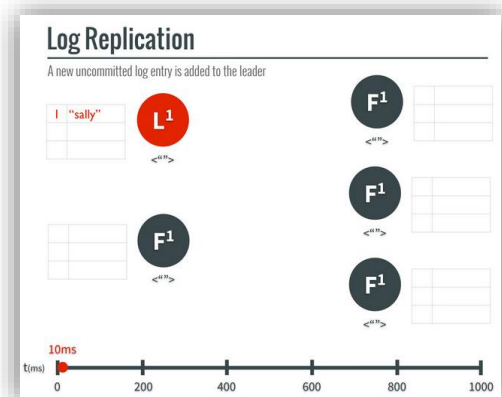 Log Replication
A new uncommitted log entry is added to the leader
1 “sally”
L1
<“”>
F1
<“”>
F1
<“”>
F1
<“”>
F1
<“”>
10ms
t(ms)
0 200 400 600 800 1000